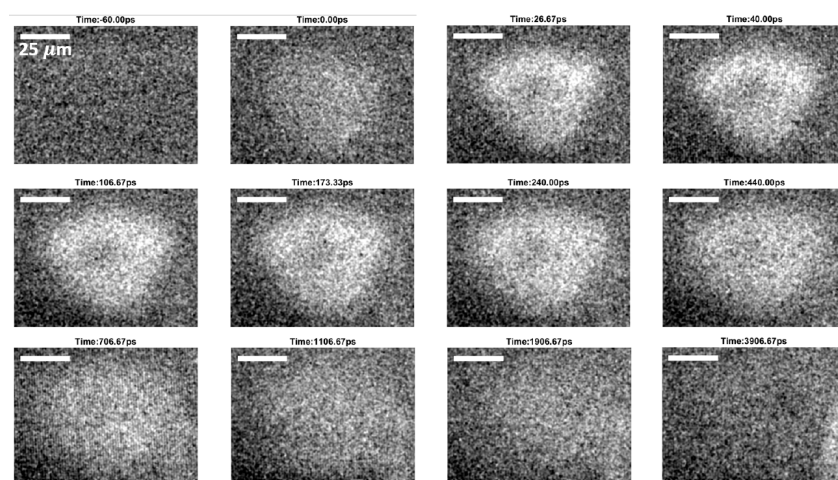 Time:-60.00ps
Time:0.00ps
Time:26.67ps
Time:40.00ps
25 μm
Time:106.67ps
Time:173.33ps
Time:240.00ps
Time:440.00ps
Time:706.67ps
Time:1106.67ps
Time:1906.67ps
Time:3906.67ps